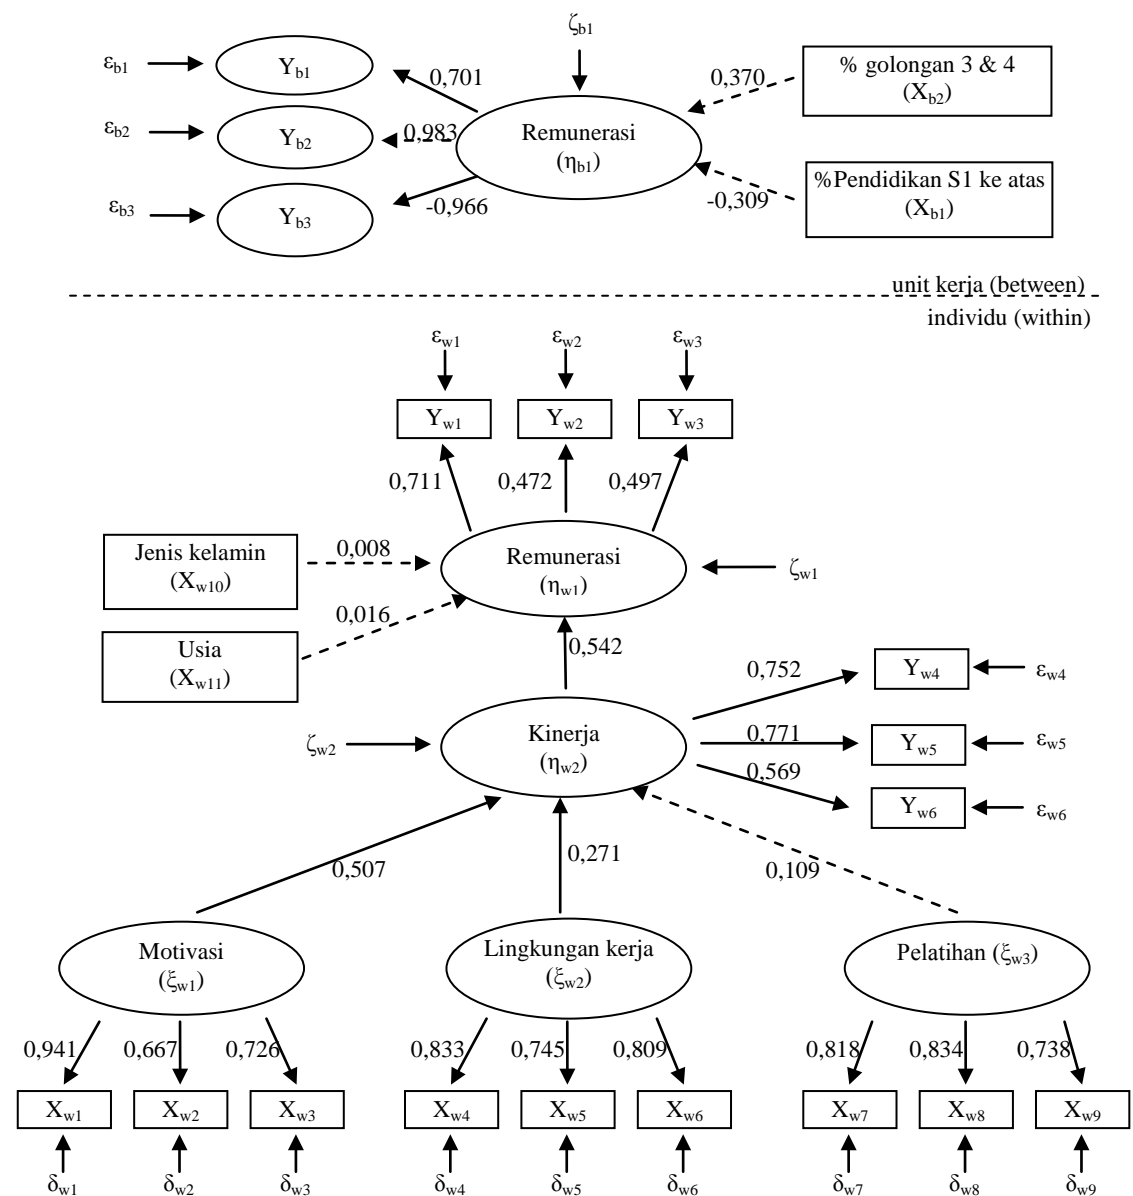 ζb1
εb1
Yb1
0,701
0,370
% golongan 3 & 4
(Xb2)
εb2
Yb2
0,983
Remunerasi
(ηb1)
%Pendidikan S1 ke atas
(Xb1)
εb3
Yb3
-0,966
-0,309
unit kerja (between)
individu (within)
εw1 εw2 εw3
Yw1 Yw2 Yw3
0,711 0,472 0,497
Jenis kelamin
(Xw10)
0,008
Remunerasi
(ηw1)
ζw1
0,016
Usia
(Xw11)
0,542
0,752
Yw4 εw4
ζw2
Kinerja
(ηw2)
0,771
Yw5 εw5
0,569
Yw6 εw6
0,507
0,271
0,109
Motivasi
(ξw1)
Lingkungan kerja
(ξw2)
Pelatihan (ξw3)
0,941 0,667 0,726 0,833 0,745 0,809 0,818 0,834 0,738
Xw1 Xw2 Xw3 Xw4 Xw5 Xw6 Xw7 Xw8 Xw9
δw1 δw2 δw3 δw4 δw5 δw6 δw7 δw8 δw9